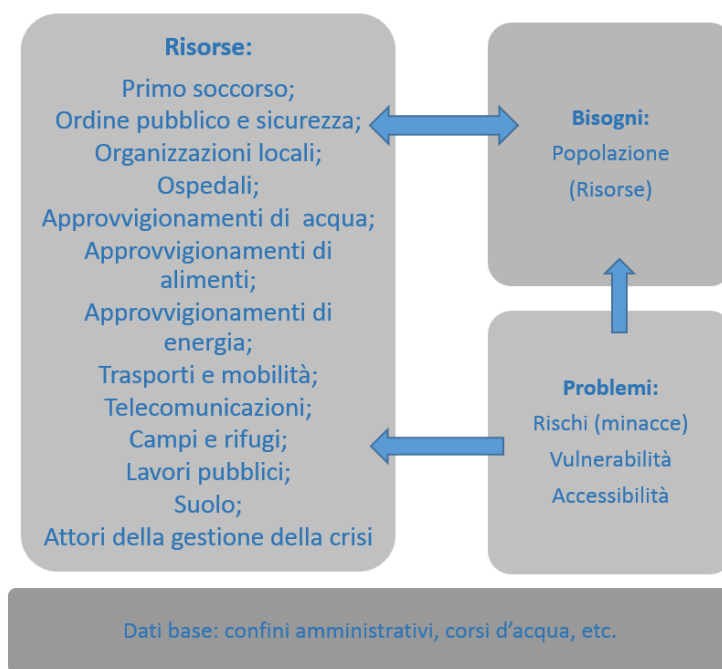 Risorse:
Primo soccorso;
Ordine pubblico e sicurezza;
Organizzazioni locali;
Ospedali;
Approvvigionamenti di  acqua;
Approvvigionamenti di
alimenti;
Approvvigionamenti di
energia;
Trasporti e mobilità;
Telecomunicazioni;
Campi e rifugi;
Lavori pubblici;
Suolo;
Attori della gestione della crisi
Bisogni:
Popolazione
(Risorse)
Problemi:
Rischi (minacce)
Vulnerabilità
Accessibilità
Dati base: confini amministrativi, corsi d’acqua, etc.